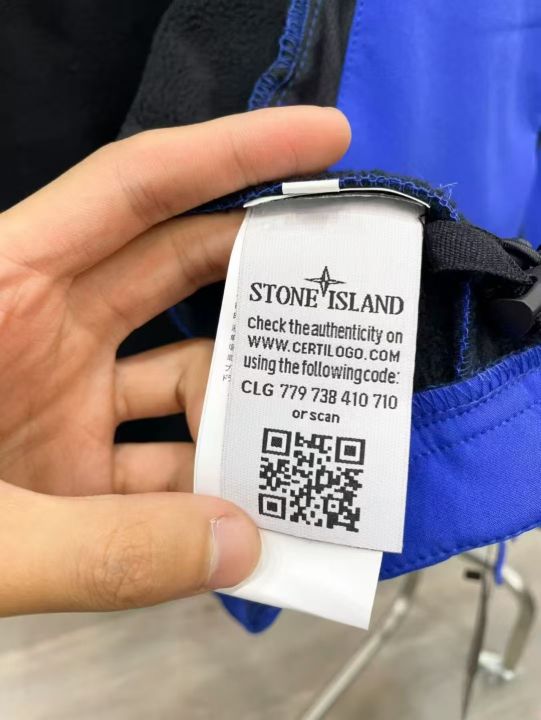 STONE ISLAND
Check the authenticity on
WWW.CERTILOGO.COM
using the following code:
CLG 779 738 410 710
or scan